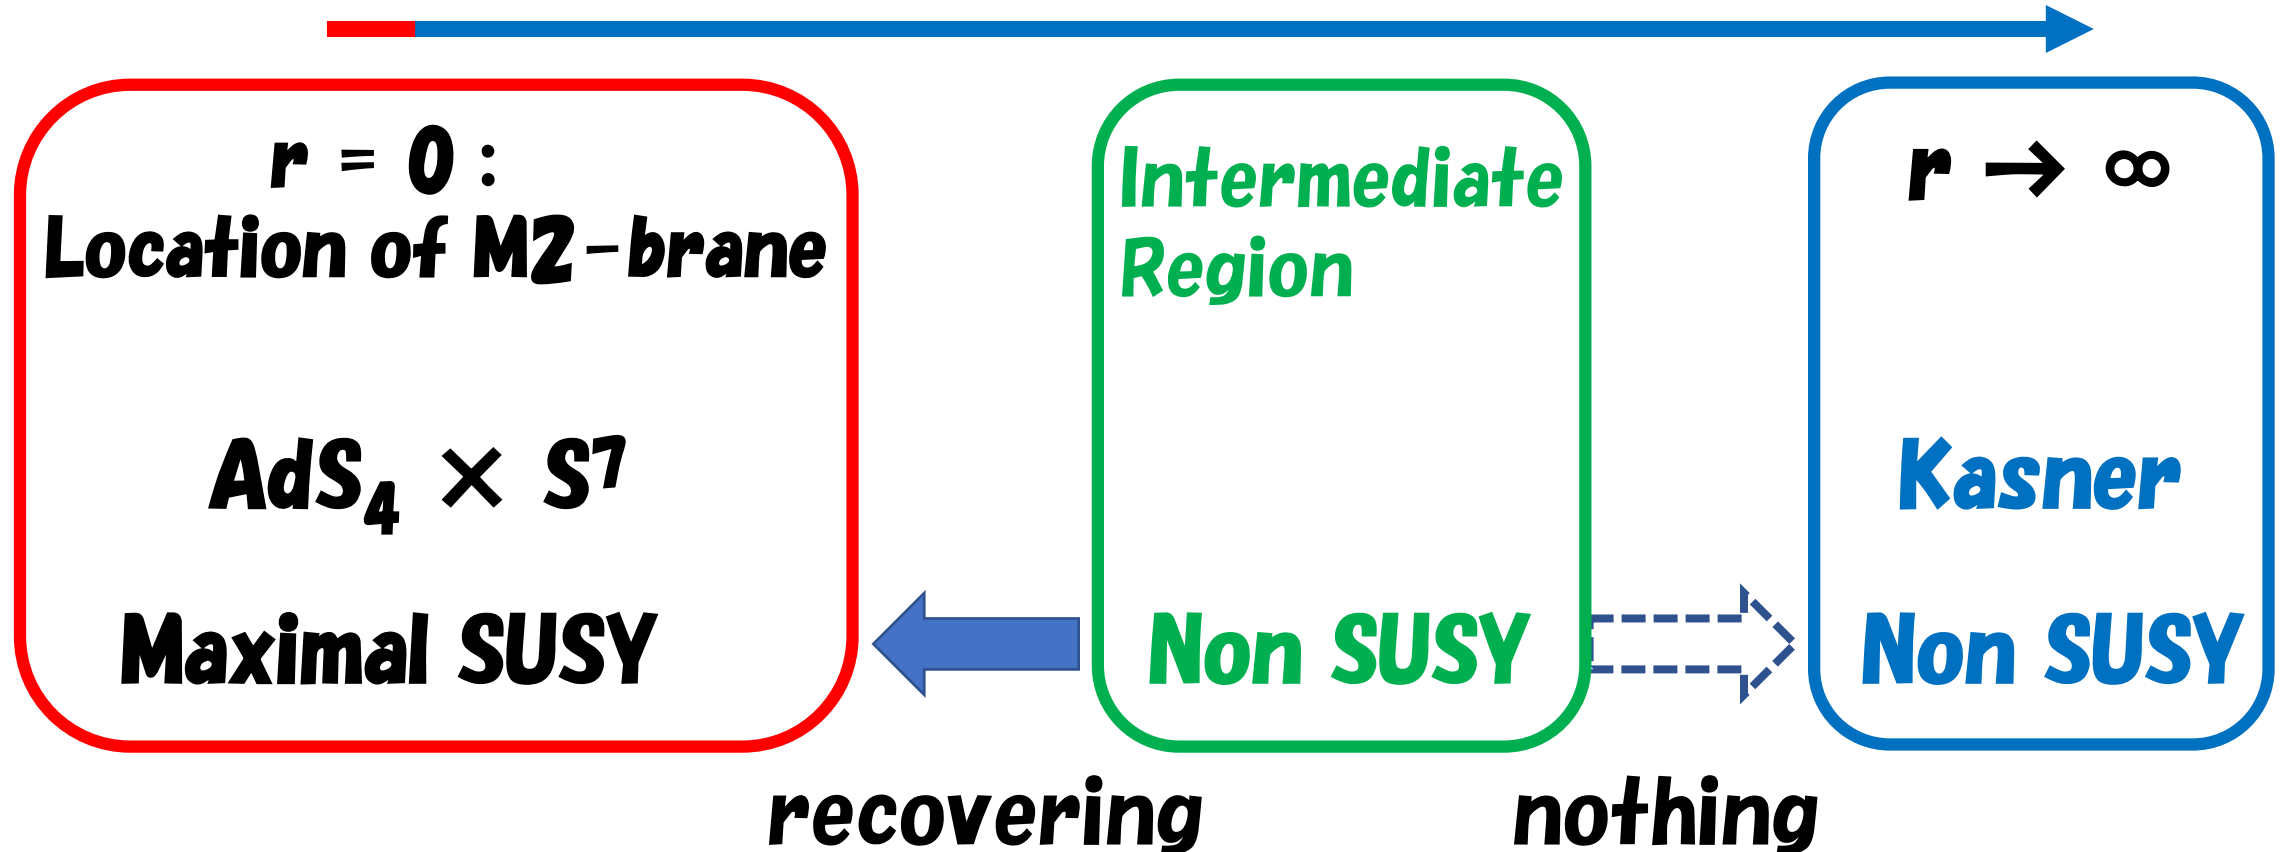 r = 0 :
Location of M2-brane
AdS₄ × S⁷
Maximal SUSY
Intermediate
Region
Non SUSY
r → ∞
Kasner
Non SUSY
recovering
nothing